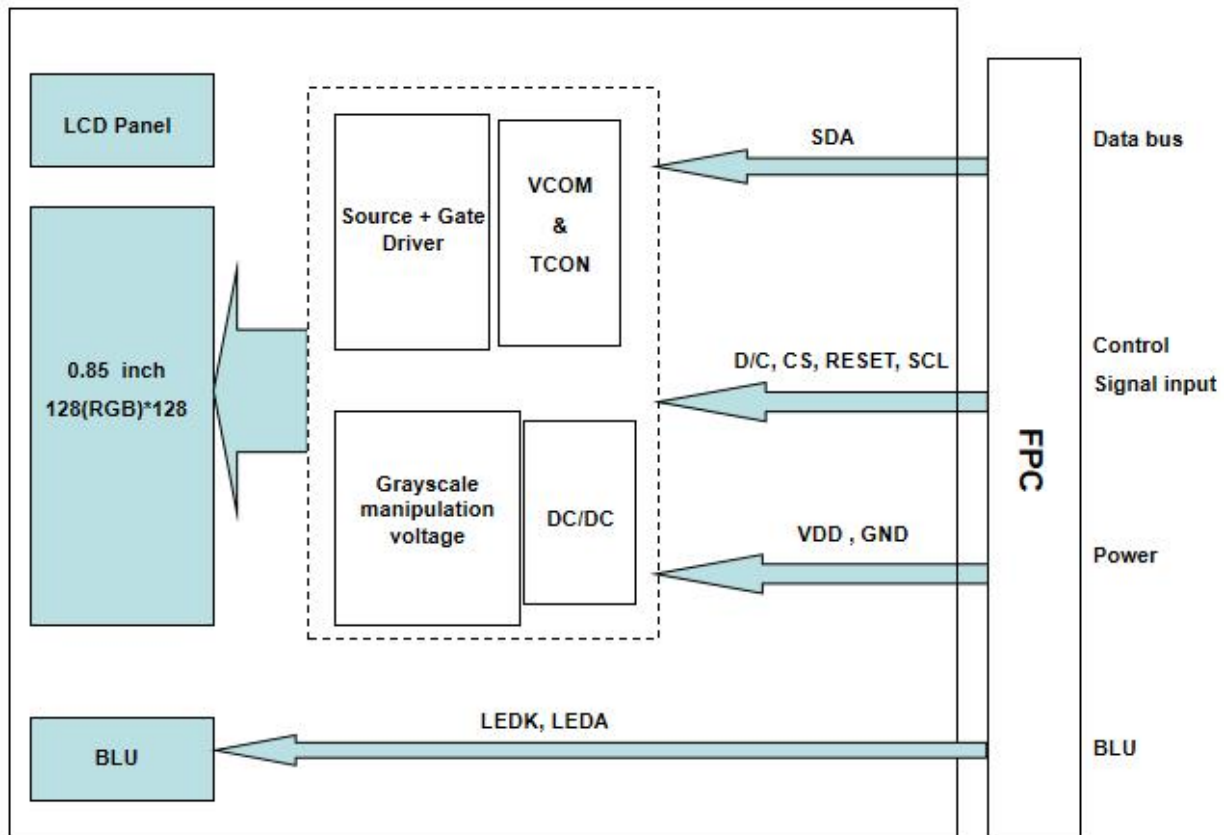 LCD Panel
0.85 inch
128(RGB)*128
BLU
Source + Gate
Driver
VCOM
&
TCON
Grayscale
manipulation
voltage
DC/DC
SDA
D/C, CS, RESET, SCL
VDD , GND
LEDK, LEDA
FPC
Data bus
Control
Signal input
Power
BLU